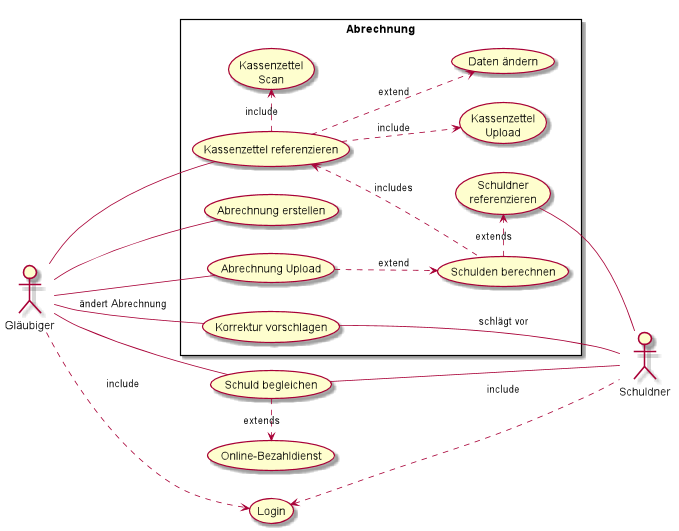 Abrechnung
Kassenzettel
Scan
Daten ändern
extend
include
Kassenzettel
Upload
include
Kassenzettel referenzieren
includes
Schuldner
referenzieren
Abrechnung erstellen
extends
Abrechnung Upload
extend
Schulden berechnen
Gläubiger
ändert Abrechnung
Korrektur vorschlagen
schlägt vor
Schuldner
include
Schuld begleichen
include
extends
Online-Bezahldienst
Login